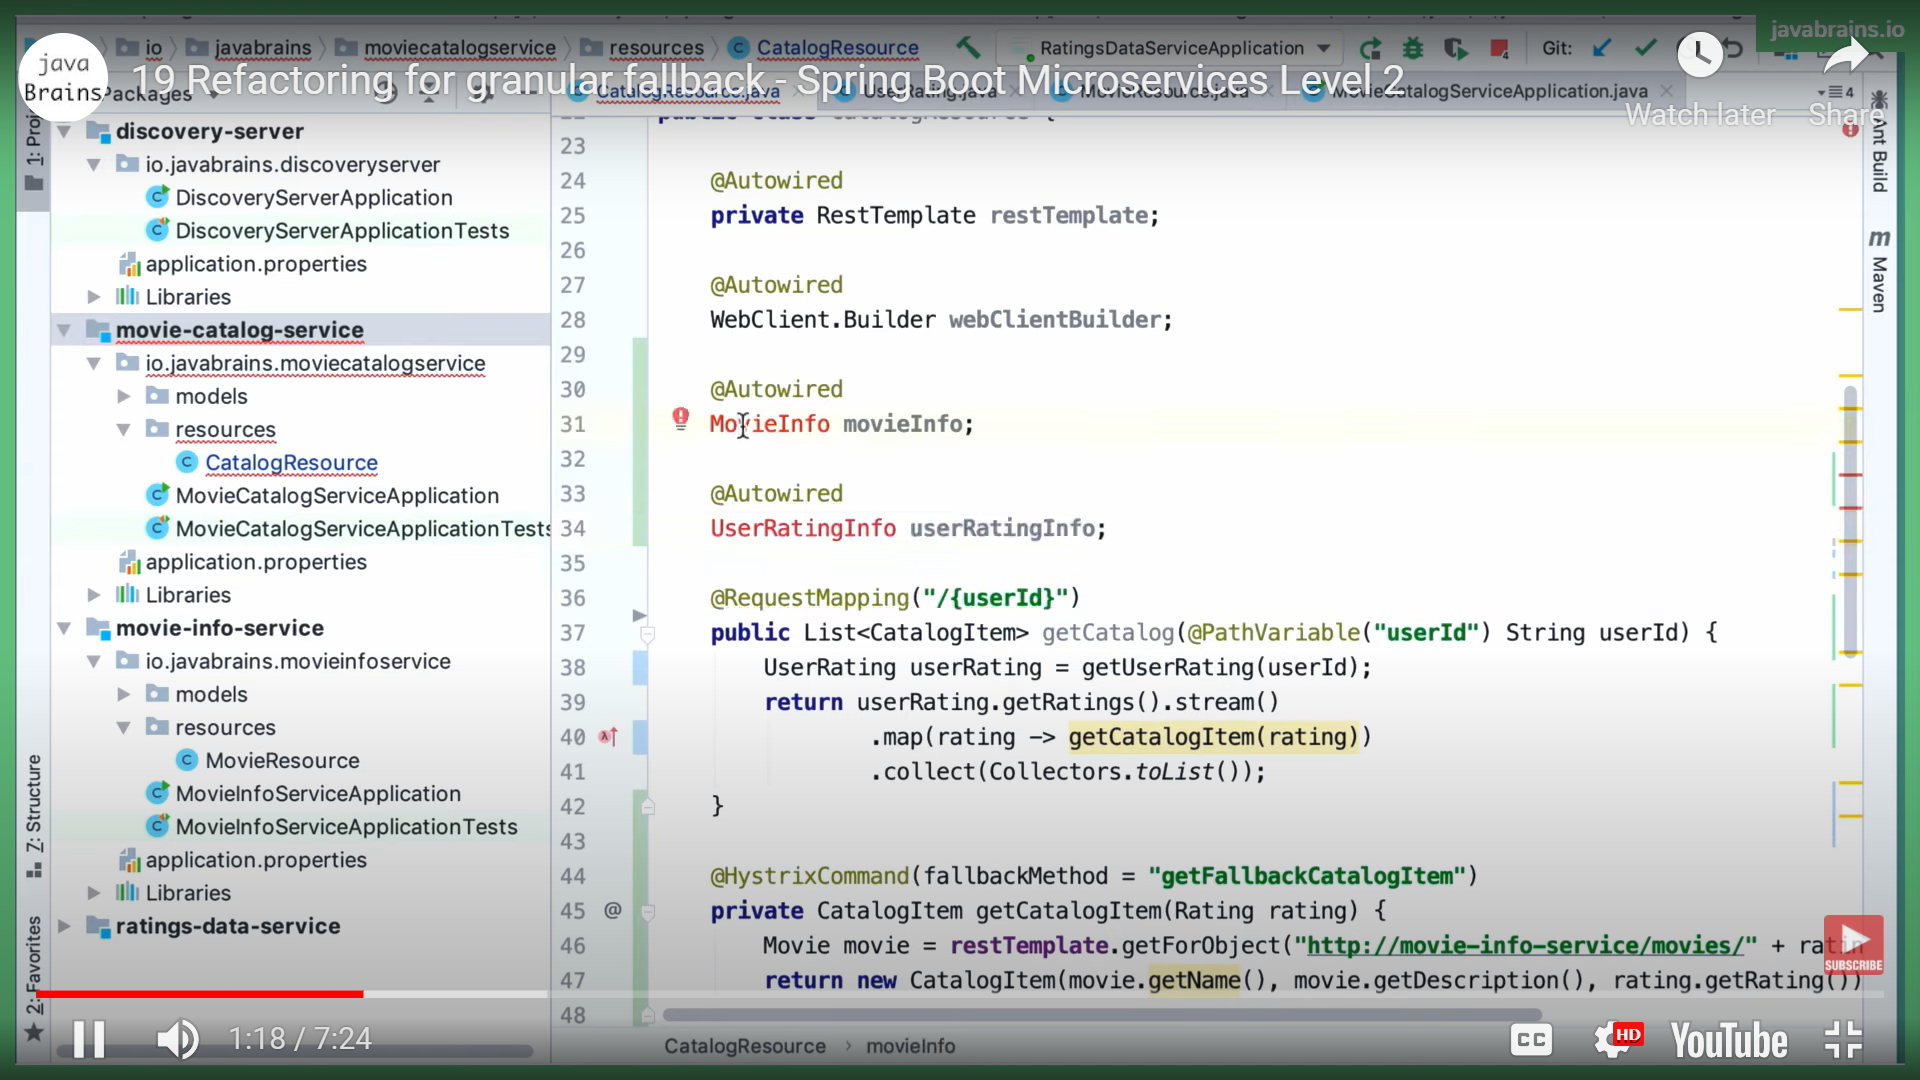 javabrains.io
io
javabrains
moviecatalogservice
resources
CatalogResource
RatingsDataServiceApplication
Git:
java
Brains
19 Refactoring for granular fallback - Spring Boot Microservices Level 2
Packages
CatalogResource.java
UserRating.java
MovieResource.java
MovieCatalogServiceApplication.java
4
Watch later
Share
1: Proj
discovery-server
io.javabrains.discoveryserver
DiscoveryServerApplication
DiscoveryServerApplicationTests
application.properties
Libraries
movie-catalog-service
io.javabrains.moviecatalogservice
models
resources
CatalogResource
MovieCatalogServiceApplication
MovieCatalogServiceApplicationTests
application.properties
Libraries
movie-info-service
io.javabrains.movieinfoservice
models
resources
MovieResource
MovieInfoServiceApplication
MovieInfoServiceApplicationTests
application.properties
Libraries
ratings-data-service
Z: Structure
2: Favorites
public class CatalogResource {
23
24 @Autowired
25 private RestTemplate restTemplate;
26
27 @Autowired
28 WebClient.Builder webClientBuilder;
29
30 @Autowired
31 MovieInfo movieInfo;
32
33 @Autowired
34 UserRatingInfo userRatingInfo;
35
36 @RequestMapping("/{userId}")
37 public List<CatalogItem> getCatalog(@PathVariable("userId") String userId) {
38 UserRating userRating = getUserRating(userId);
39 return userRating.getRatings().stream()
40 .map(rating -> getCatalogItem(rating))
41 .collect(Collectors.toList());
42 }
43
44 @HystrixCommand(fallbackMethod = "getFallbackCatalogItem")
45 @ private CatalogItem getCatalogItem(Rating rating) {
46 Movie movie = restTemplate.getForObject("http://movie-info-service/movies/" + ratin
47 return new CatalogItem(movie.getName(), movie.getDescription(), rating.getRating())
48
CatalogResource › movieInfo
Ant Build
m Maven
SUBSCRIBE
1:18 / 7:24
CC
HD
YouTube